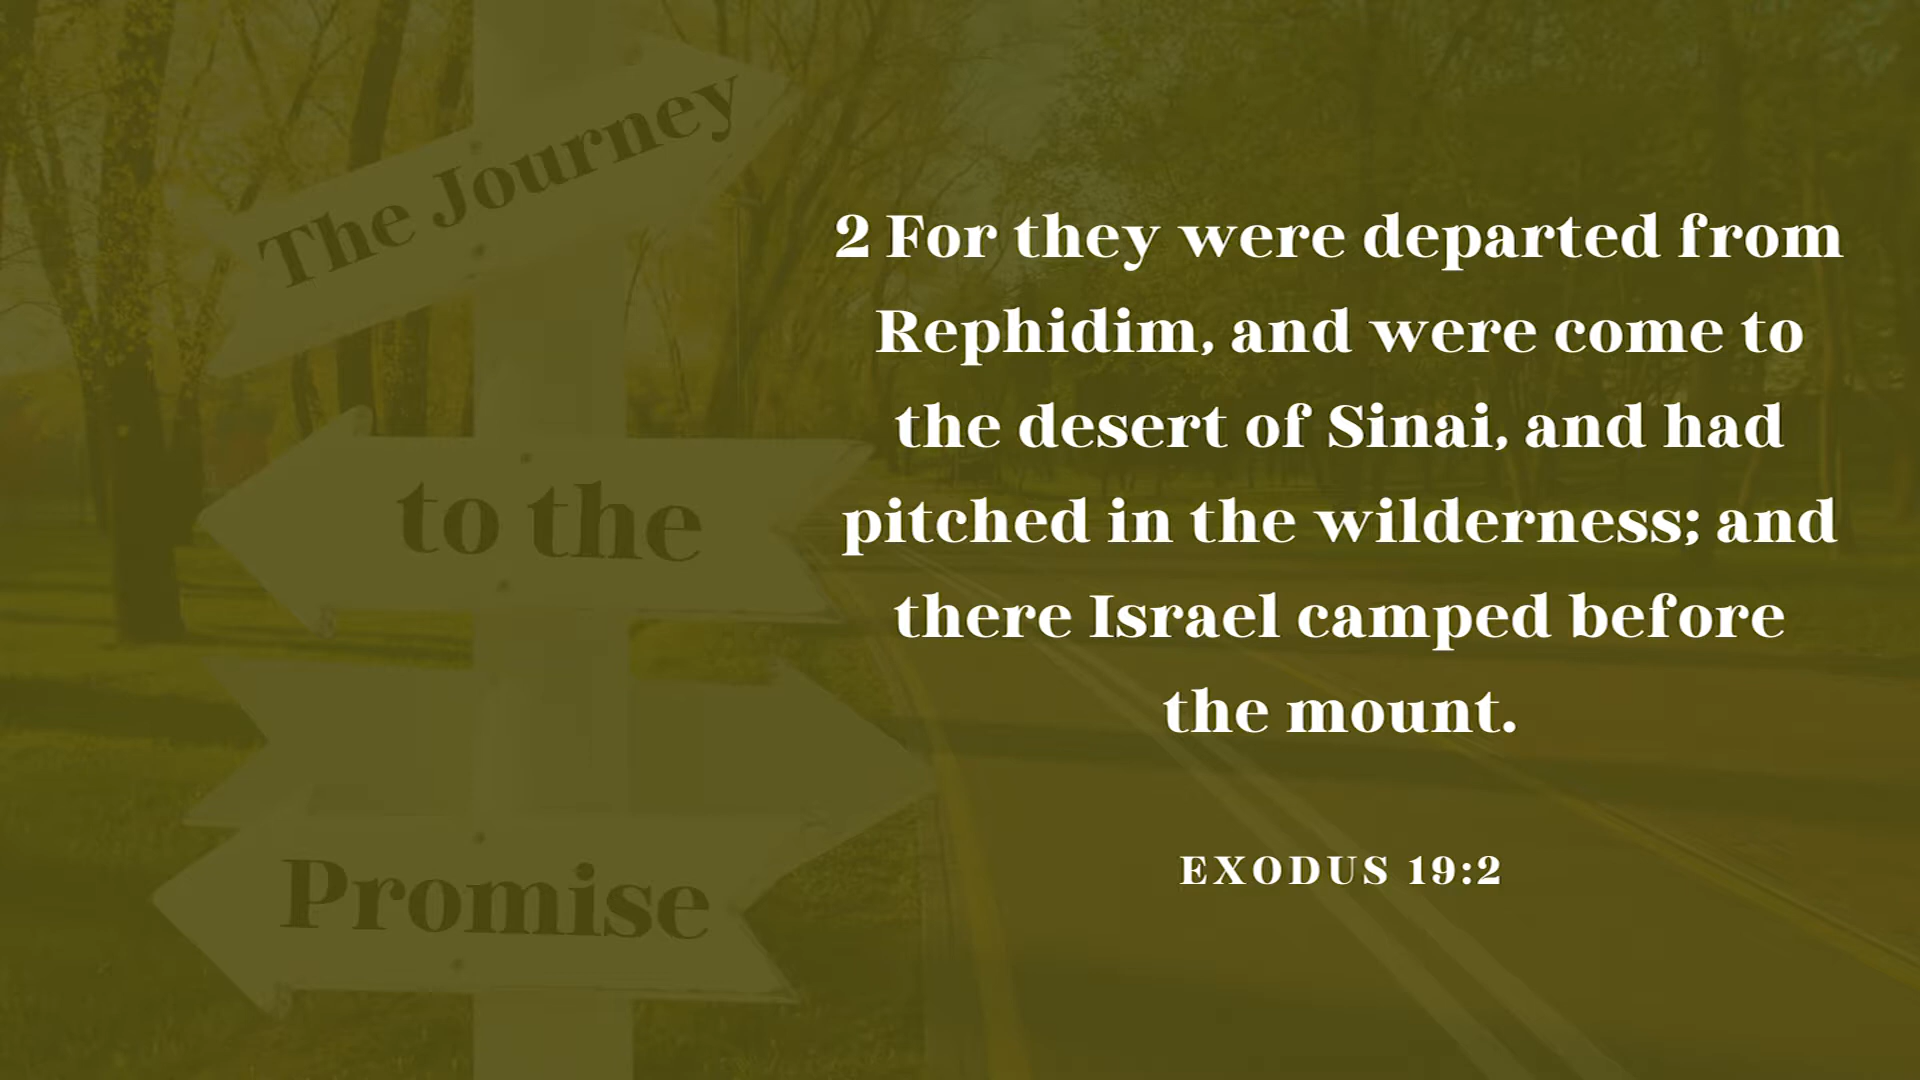 The Journey
to the
Promise
2 For they were departed from
Rephidim, and were come to
the desert of Sinai, and had
pitched in the wilderness; and
there Israel camped before
the mount.
EXODUS 19:2